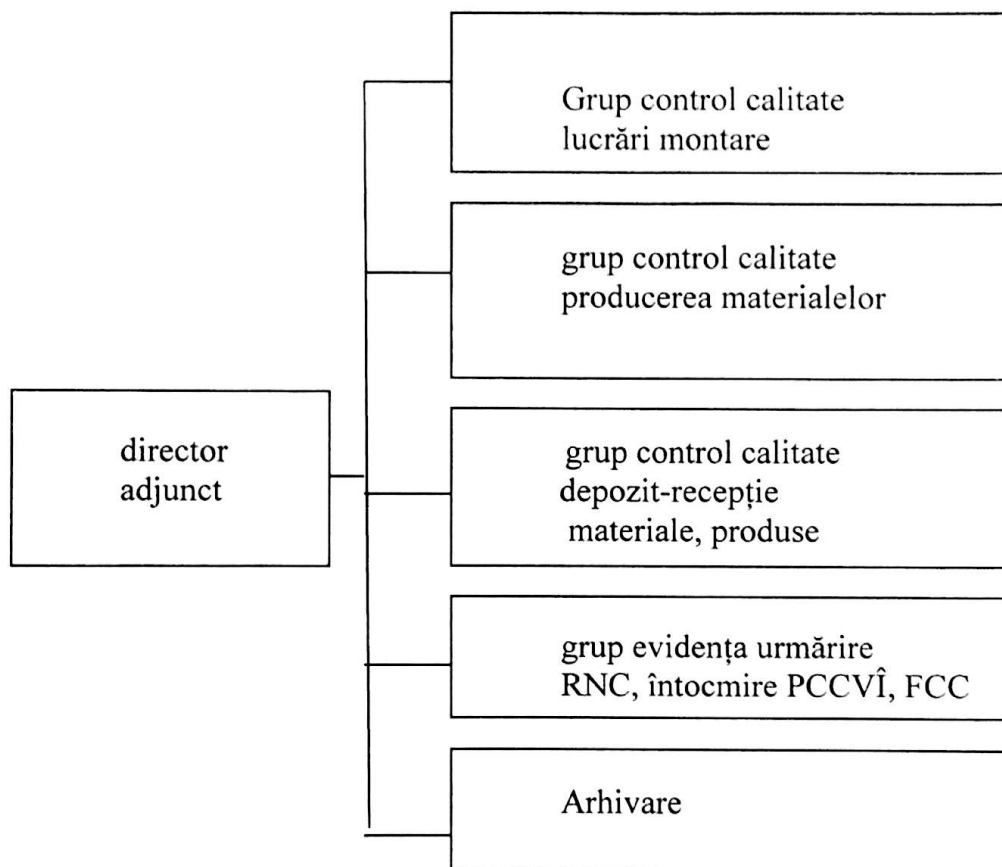 Grup control calitate
lucrări montare
grup control calitate
producerea materialelor
director
adjunct
grup control calitate
depozit-recepție
materiale, produse
grup evidența urmărire
RNC, întocmire PCCVÎ, FCC
Arhivare